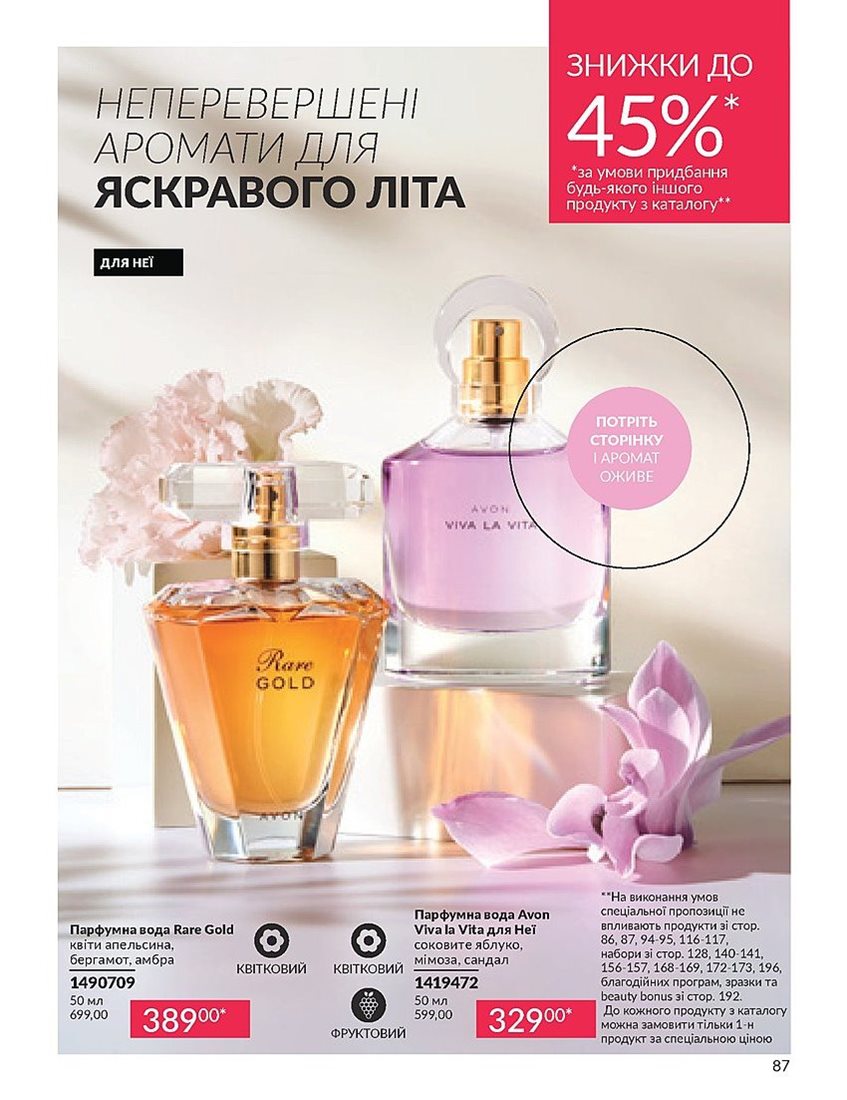 НЕПЕРЕВЕРШЕНІ
АРОМАТИ ДЛЯ
ЯСКРАВОГО ЛІТА
ЗНИЖКИ ДО
45%*
*за умови придбання
будь-якого іншого
продукту з каталогу**
ДЛЯ НЕЇ
ПОТРІТЬ
СТОРІНКУ
І АРОМАТ
ОЖИВЕ
AVON
VIVA LA VITA
Rare
GOLD
AVON
Парфумна вода Rare Gold
квіти апельсина,
бергамот, амбра
1490709
50 мл
699,00
38900*
КВІТКОВИЙ
КВІТКОВИЙ
ФРУКТОВИЙ
Парфумна вода Avon
Viva la Vita для Неї
соковите яблуко,
мімоза, сандал
1419472
50 мл
599,00
32900*
**На виконання умов
спеціальної пропозиції не
впливають продукти зі стор.
86, 87, 94-95, 116-117,
набори зі стор. 128, 140-141,
156-157, 168-169, 172-173, 196,
благодійних програм, зразки та
beauty bonus зі стор. 192.
До кожного продукту з каталогу
можна замовити тільки 1-н
продукт за спеціальною ціною
87